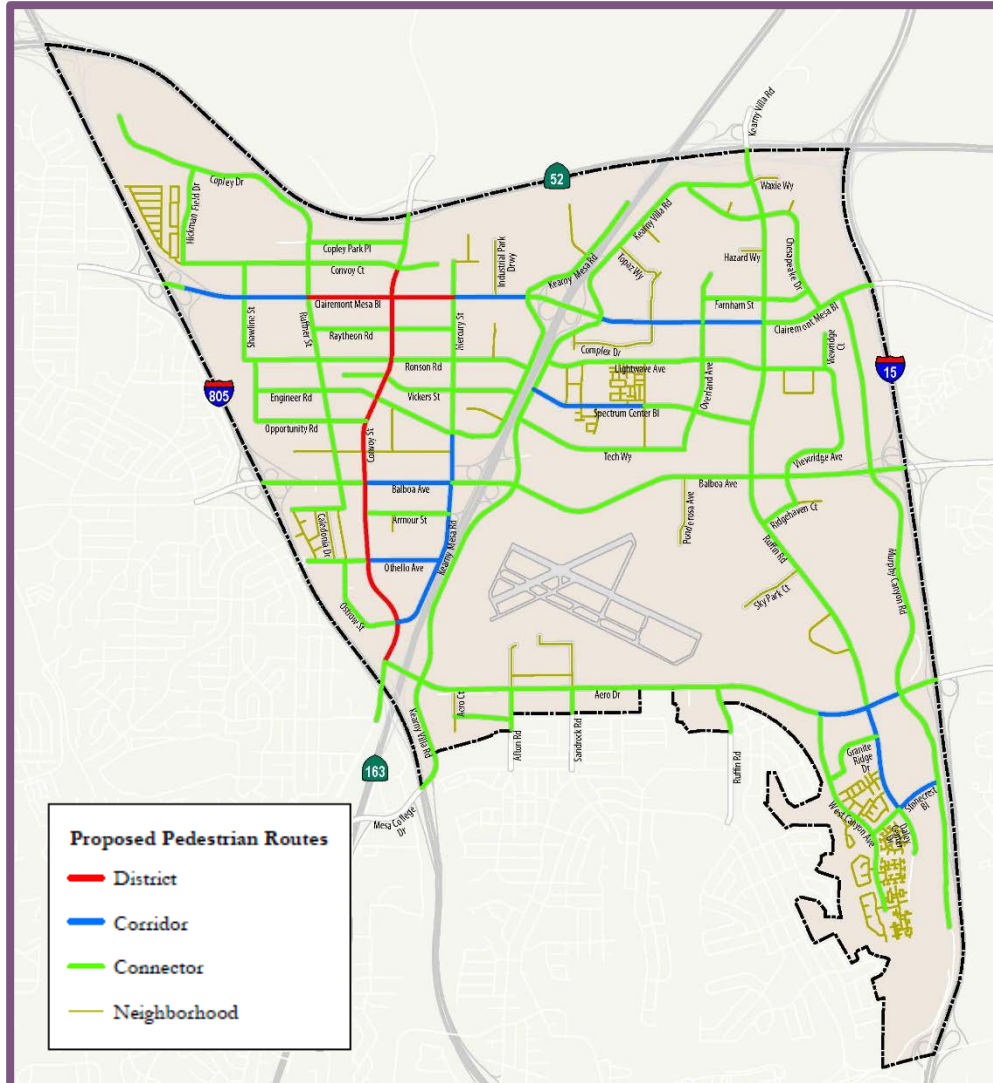 Kearny Villa Rd
52
Waxie Wy
Copley Dr
Hickman Field Dr
Kearny Villa Rd
Copley Park Pl
Convoy Ct
Industrial Park
Drwy
Kearny Mesa Rd
Topaz Wy
Hazard Wy
Chesapeake Dr
Clairemont Mesa Bl
Farnham St
Clairemont Mesa Bl
Shawline St
Ruffner St
Raytheon Rd
Mercury St
Complex Dr
Viewridge
Ct
Ronson Rd
Lightwave Ave
Overland Ave
15
805
Engineer Rd
Vickers St
Spectrum Center Bl
Opportunity Rd
Convoy St
Tech Wy
Viewridge Ave
Balboa Ave
Balboa Ave
Ponderosa Ave
Armour St
Ridgehaven Ct
Caledonia Dr
Kearny Mesa Rd
Ruffin Rd
Othello Ave
Murphy Canyon Rd
Sky Park Ct
Ostrow St
Aero Ct
Aero Dr
Kearny Villa Rd
Afton Rd
Sandrock Rd
Ruffin Rd
163
Granite
Ridge Dr
Stonecrest
Bl
West Canyon Ave
Daley
Center
Dr
Mesa College
Dr
Proposed Pedestrian Routes
District
Corridor
Connector
Neighborhood